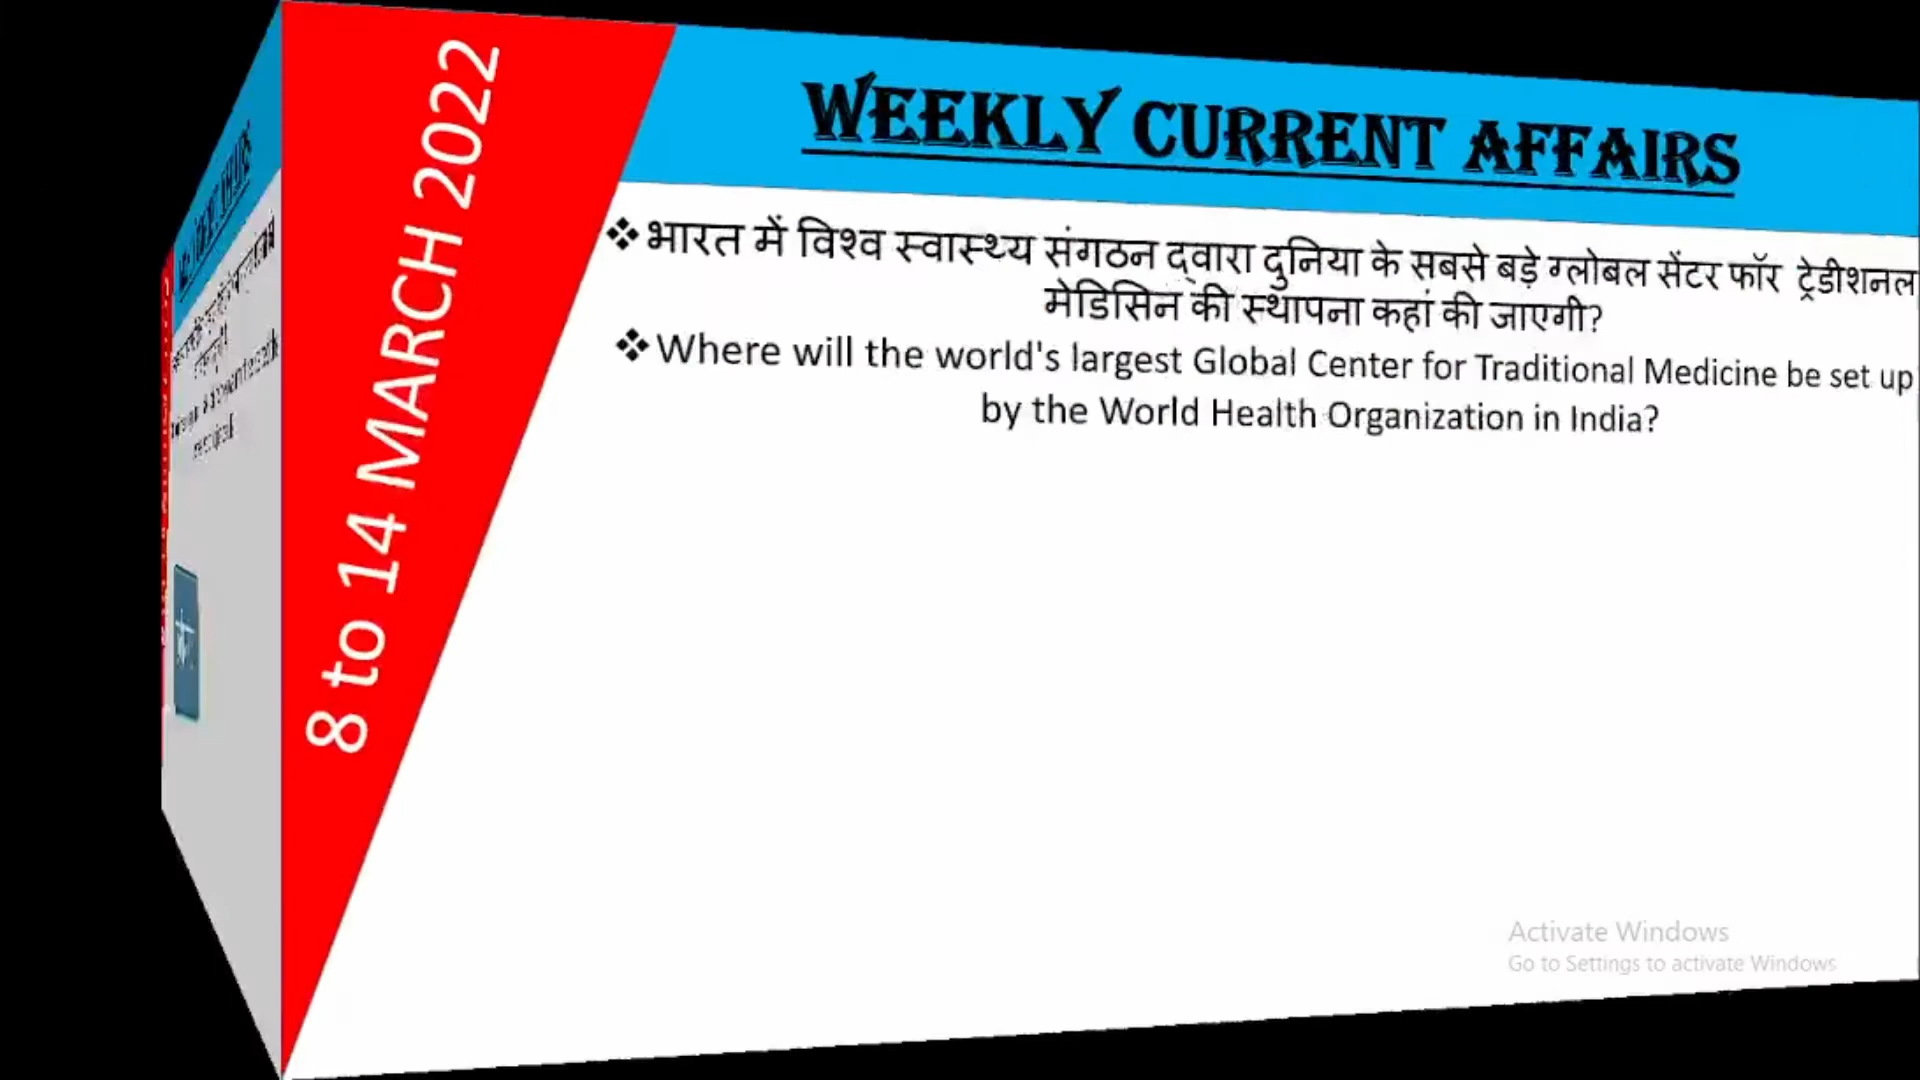 8 to 14 MARCH 2022
WEEKLY CURRENT AFFAIRS
❖भारत में विश्व स्वास्थ्य संगठन द्वारा दुनिया के सबसे बड़े ग्लोबल सेंटर फॉर ट्रेडीशनल
मेडिसिन की स्थापना कहां की जाएगी?
❖Where will the world's largest Global Center for Traditional Medicine be set up
by the World Health Organization in India?
Activate Windows
Go to Settings to activate Windows